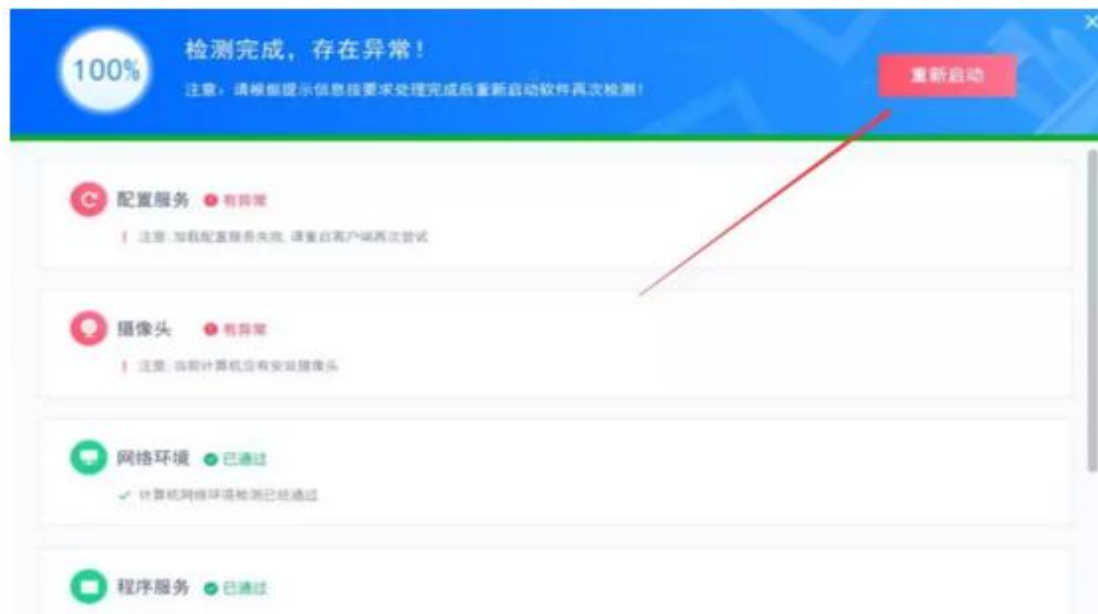 100%
检测完成，存在异常！
注意：请根据提示信息按要求处理完成后重新启动软件再次检测！
重新启动
配置服务 有异常
注意:加载配置服务失败,请重启客户端再次尝试
摄像头 有异常
注意:当前计算机没有安装摄像头
网络环境 已通过
计算机网络环境检测已经通过
程序服务 已通过